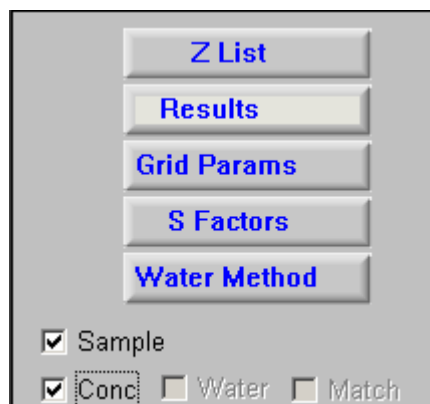 Z List
Results
Grid Params
S Factors
Water Method
Sample
Conc Water Match